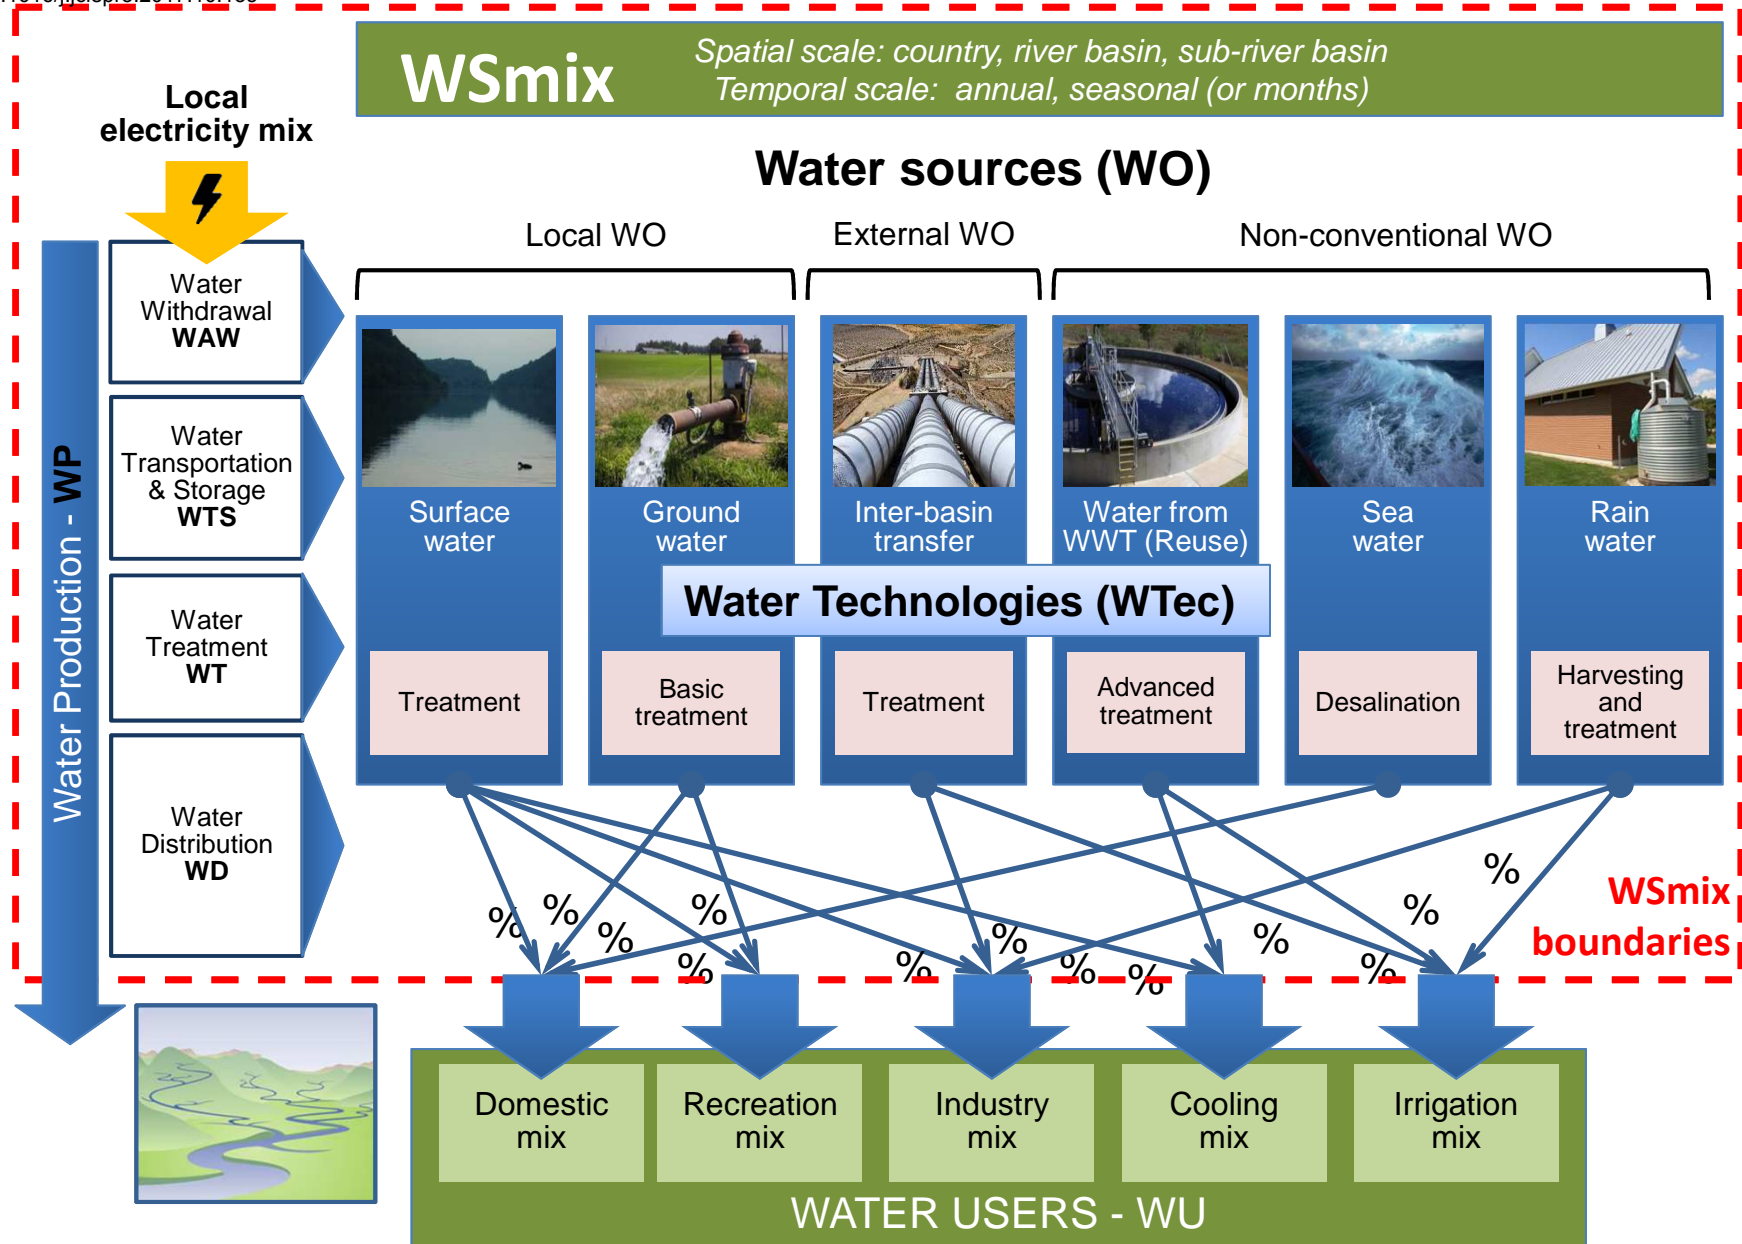 WSmix
Spatial scale: country, river basin, sub-river basin
Temporal scale: annual, seasonal (or months)
Local
electricity mix
Water sources (WO)
Local WO
External WO
Non-conventional WO
Water Production - WP
Water
Withdrawal
WAW
Water
Transportation
& Storage
WTS
Water
Treatment
WT
Water
Distribution
WD
Surface
water
Ground
water
Inter-basin
transfer
Water from
WWT (Reuse)
Sea
water
Rain
water
Water Technologies (WTec)
Treatment
Basic
treatment
Treatment
Advanced
treatment
Desalination
Harvesting
and
treatment
%
%
%
%
%
%
%
%
%
%
%
%
%
WSmix
boundaries
Domestic
mix
Recreation
mix
Industry
mix
Cooling
mix
Irrigation
mix
WATER USERS - WU